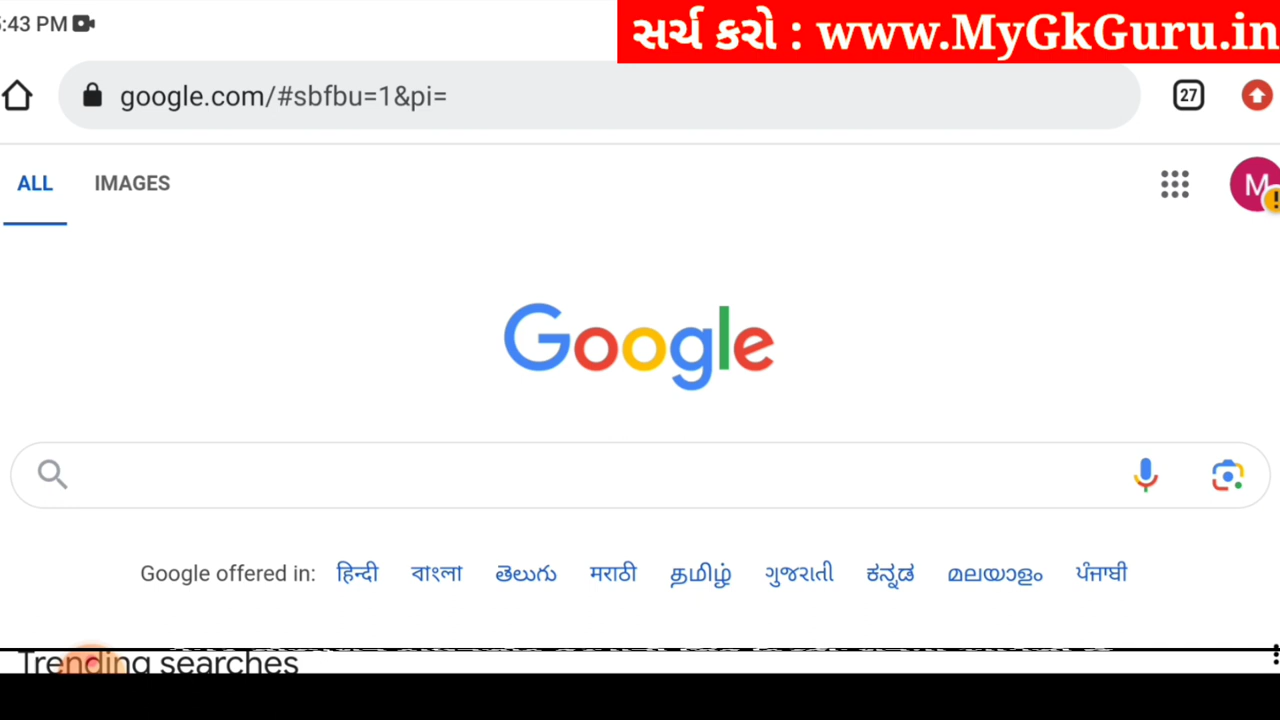 5:43 PM
સર્ચ કરો : www.MyGkGuru.in
google.com/#sbfbu=1&pi=
27
ALL IMAGES
M
Google
Google offered in: हिन्दी বাংলা తెలుగు मराठी தமிழ் ગુજરાતી ಕನ್ನಡ മലയാളം ਪੰਜਾਬੀ
Trending searches